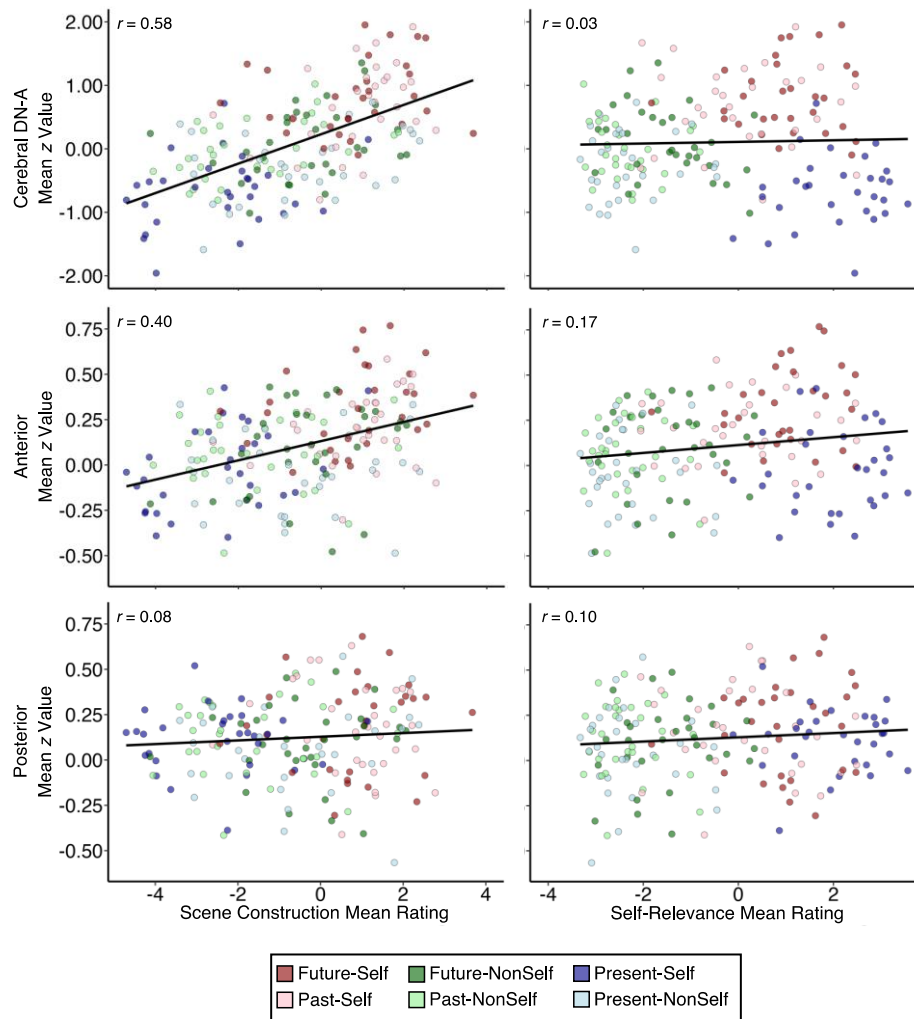 r = 0.58
r = 0.03
2.00
1.00
0.00
-1.00
-2.00
Cerebral DN-A
Mean z Value
r = 0.40
r = 0.17
0.75
0.50
0.25
0.00
-0.25
-0.50
Anterior
Mean z Value
r = 0.08
r = 0.10
0.75
0.50
0.25
0.00
-0.25
-0.50
Posterior
Mean z Value
-4 -2 0 2 4
-4 -2 0 2
Scene Construction Mean Rating
Self-Relevance Mean Rating
Future-Self Future-NonSelf Present-Self
Past-Self Past-NonSelf Present-NonSelf